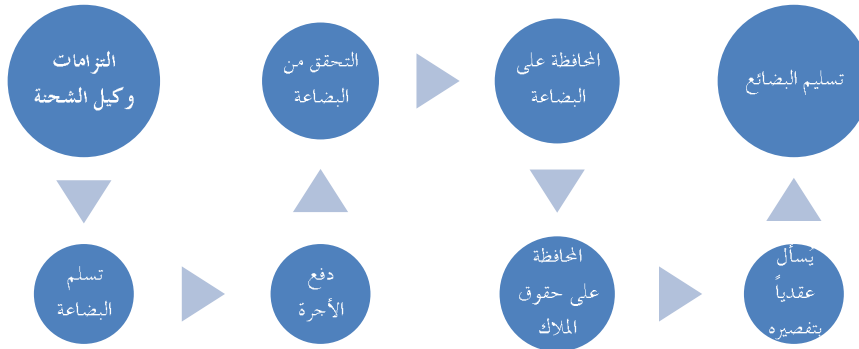 التزامات
وكيل الشحنة
تسلم
البضاعة
دفع
الأجرة
التحقق من
البضاعة
المحافظة على
البضاعة
المحافظة
على حقوق
الملاك
يُسأل
عقدياً
بتفصيره
تسليم البضائع